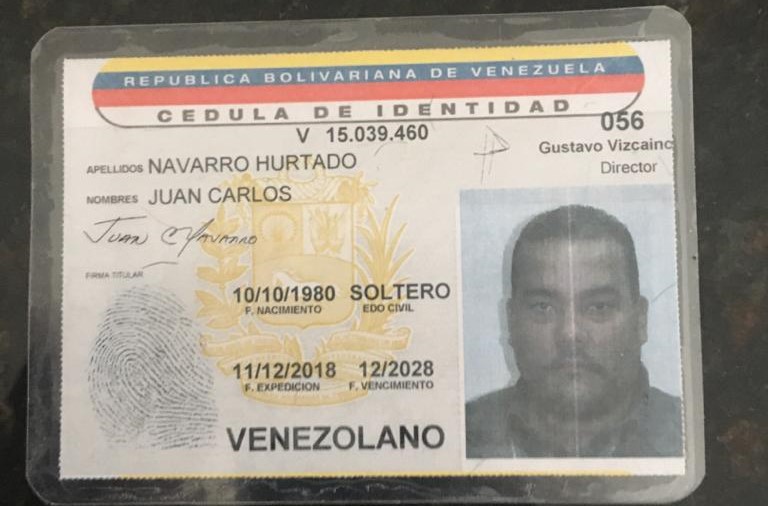 REPUBLICA BOLIVARIANA DE VENEZUELA
CEDULA DE IDENTIDAD
V 15.039.460
056
Gustavo Vizcaino
Director
APELLIDOS NAVARRO HURTADO
NOMBRES JUAN CARLOS
Juan C Navarro
FIRMA TITULAR
10/10/1980 SOLTERO
F. NACIMIENTO EDO CIVIL
11/12/2018 12/2028
F. EXPEDICION F. VENCIMIENTO
VENEZOLANO